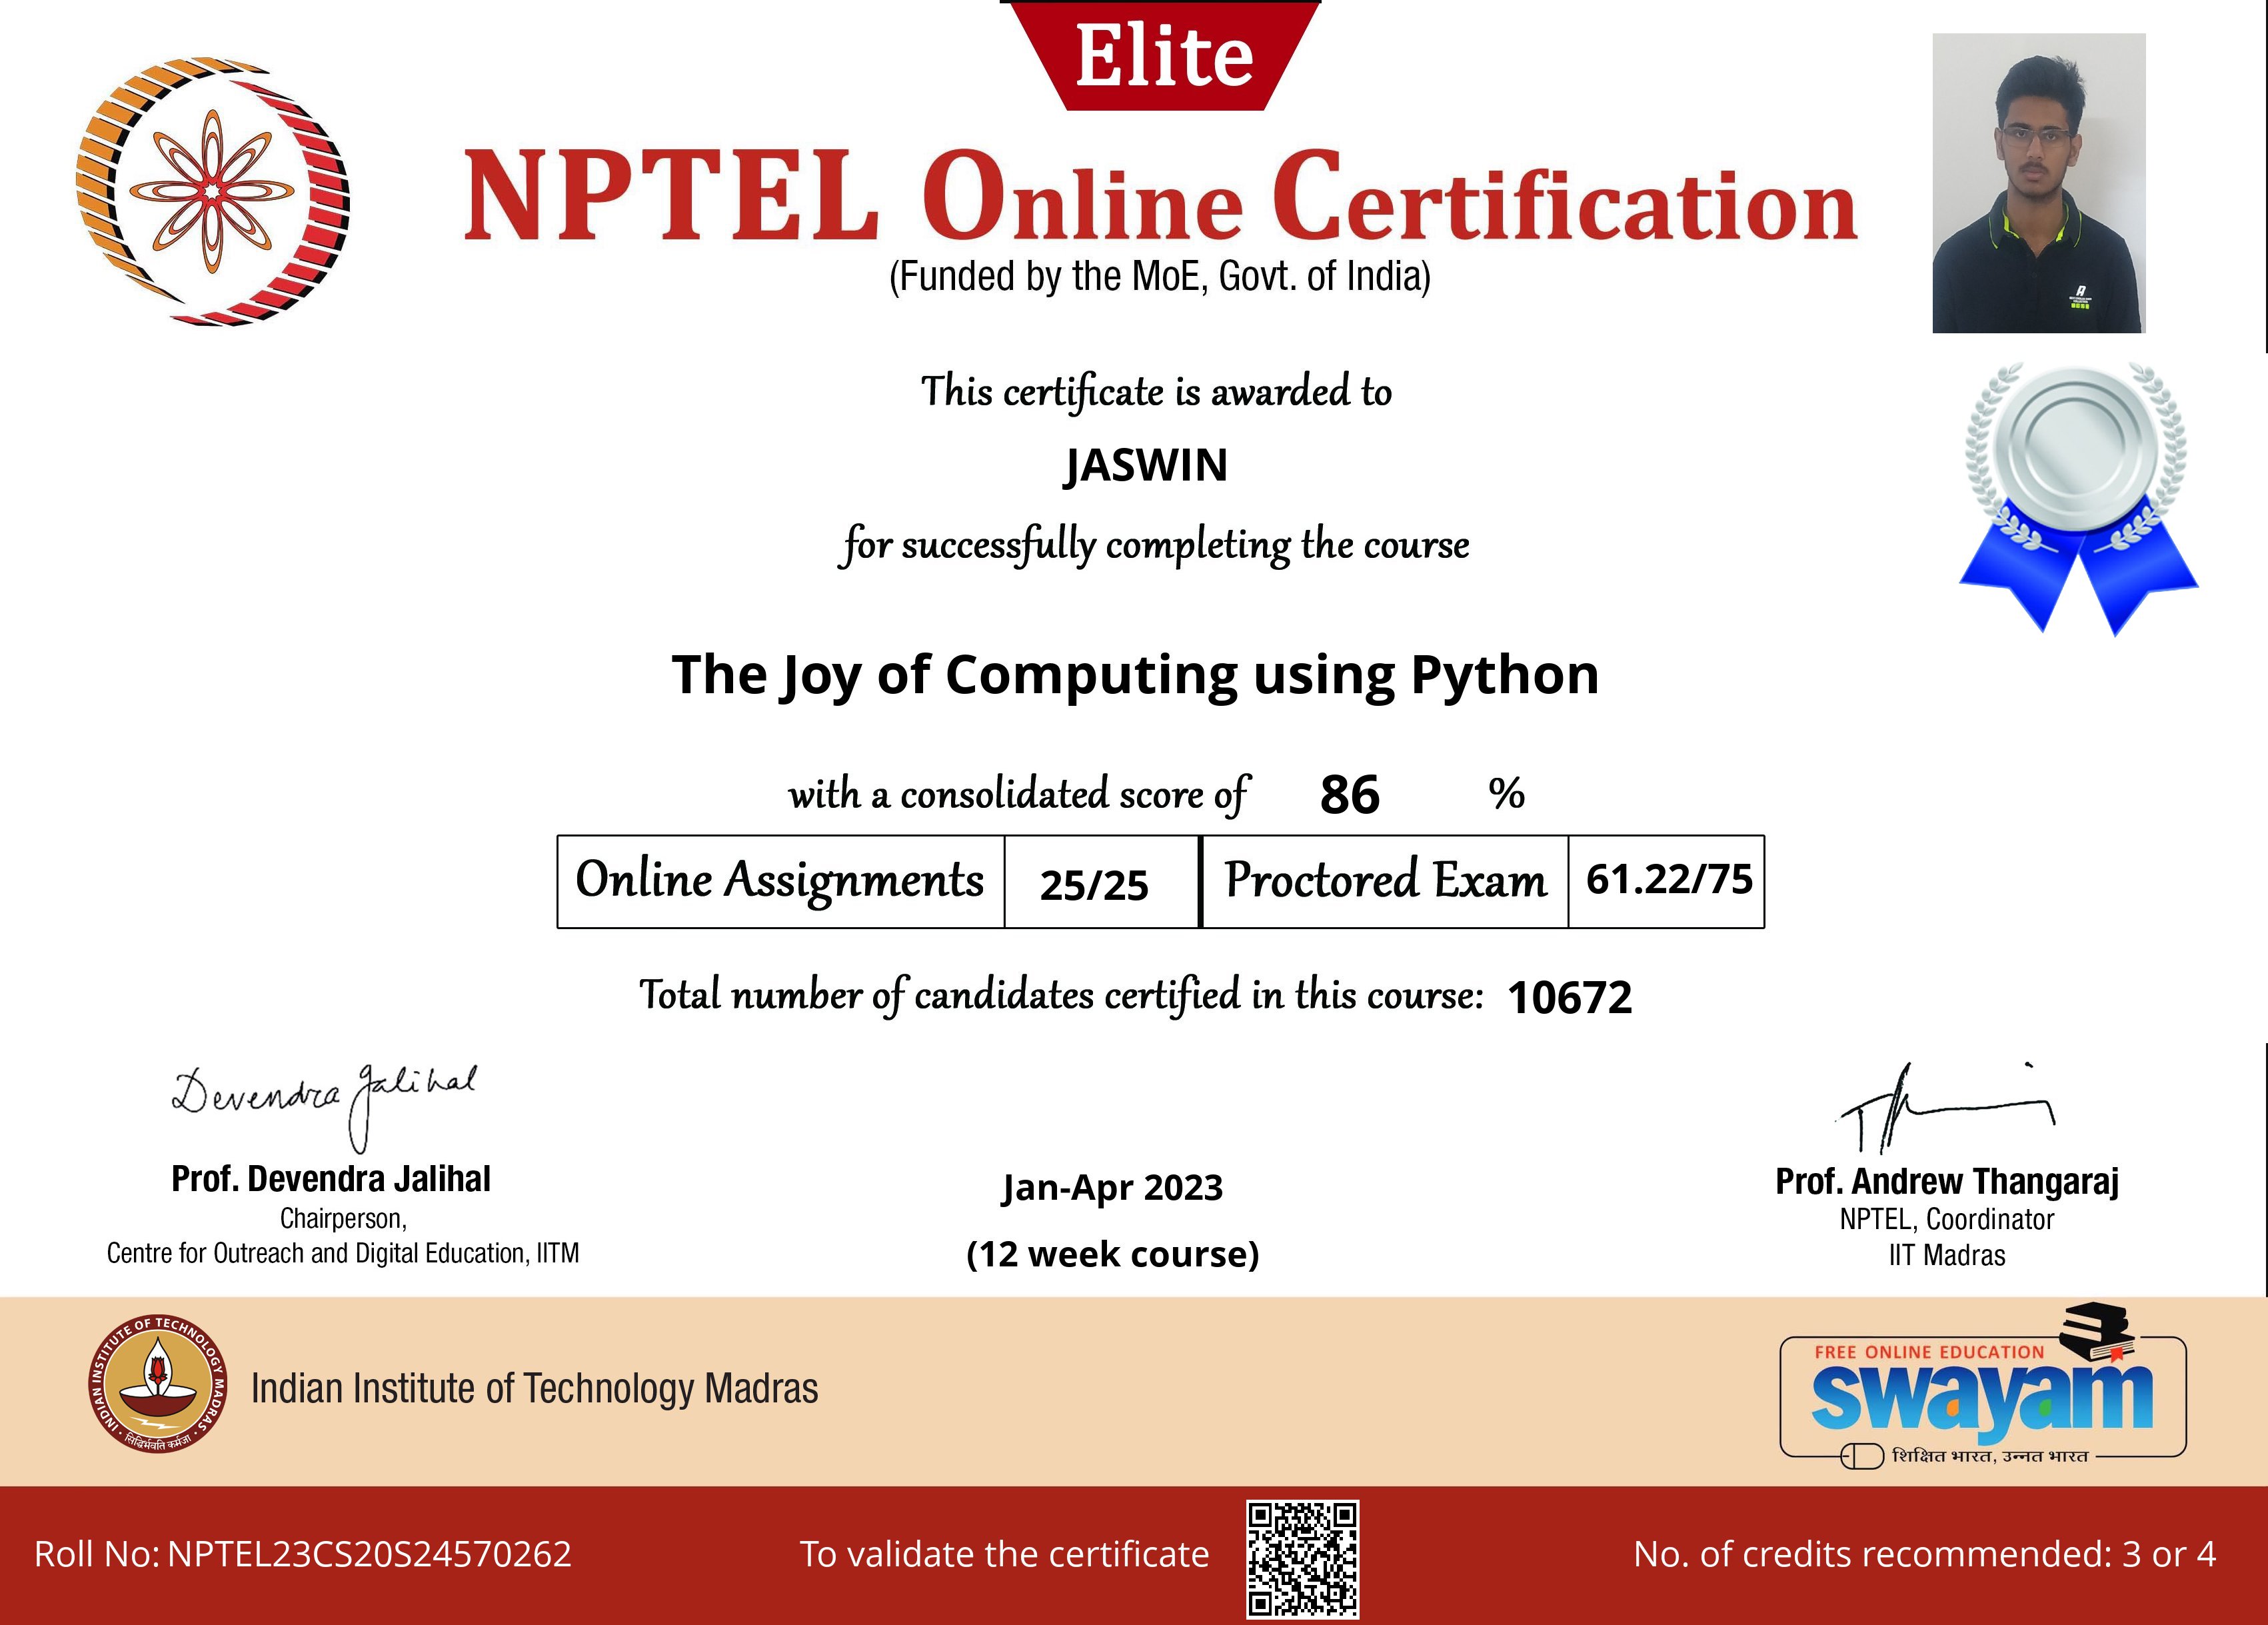 Elite
NPTEL Online Certification
(Funded by the MoE, Govt. of India)
This certificate is awarded to
JASWIN
for successfully completing the course
The Joy of Computing using Python
with a consolidated score of 86 %
Online Assignments 25/25 Proctored Exam 61.22/75
Total number of candidates certified in this course: 10672
Devendra Jalihal
Prof. Devendra Jalihal
Chairperson,
Centre for Outreach and Digital Education, IITM
Jan-Apr 2023
(12 week course)
Prof. Andrew Thangaraj
NPTEL, Coordinator
IIT Madras
INDIAN INSTITUTE OF TECHNOLOGY MADRAS
सिद्धिर्भवति कर्मजा
Indian Institute of Technology Madras
FREE ONLINE EDUCATION
swayam
शिक्षित भारत, उन्नत भारत
Roll No: NPTEL23CS20S24570262
To validate the certificate
No. of credits recommended: 3 or 4